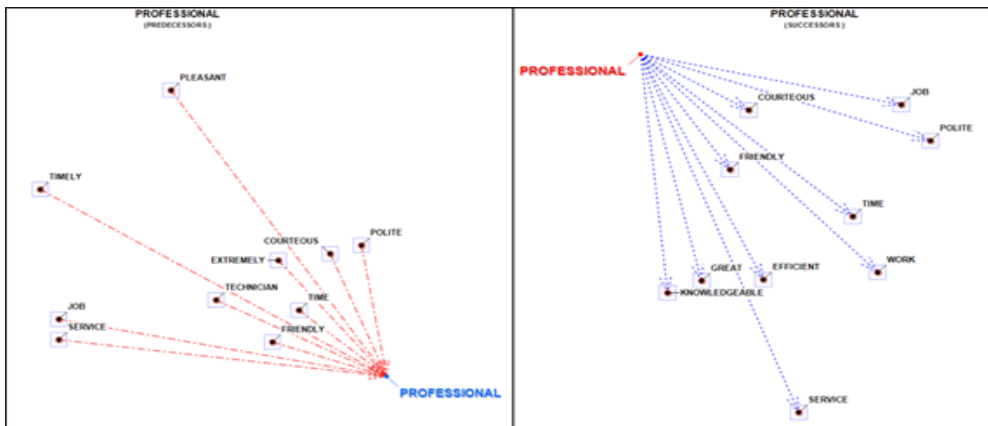 PROFESSIONAL
(PREDECESSORS)
PLEASANT
TIMELY
COURTEOUS
POLITE
EXTREMELY
TECHNICIAN
TIME
JOB
SERVICE
FRIENDLY
PROFESSIONAL
PROFESSIONAL
(SUCCESSORS)
PROFESSIONAL
COURTEOUS
JOB
POLITE
FRIENDLY
TIME
WORK
GREAT
EFFICIENT
KNOWLEDGEABLE
SERVICE